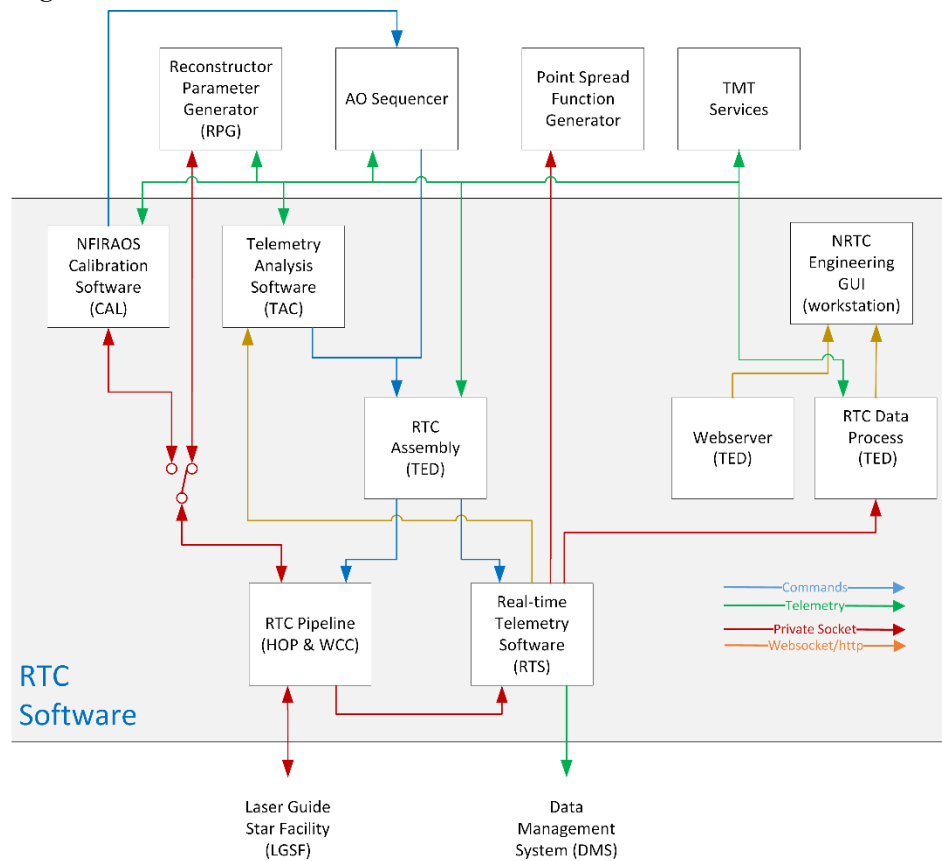 Reconstructor
Parameter
Generator
(RPG)
AO Sequencer
Point Spread
Function
Generator
TMT
Services
NFIRAOS
Calibration
Software
(CAL)
Telemetry
Analysis
Software
(TAC)
NRTC
Engineering
GUI
(workstation)
RTC
Assembly
(TED)
Webserver
(TED)
RTC Data
Process
(TED)
RTC Pipeline
(HOP & WCC)
Real-time
Telemetry
Software
(RTS)
Commands
Telemetry
Private Socket
Websocket/http
RTC
Software
Laser Guide
Star Facility
(LGSF)
Data
Management
System (DMS)